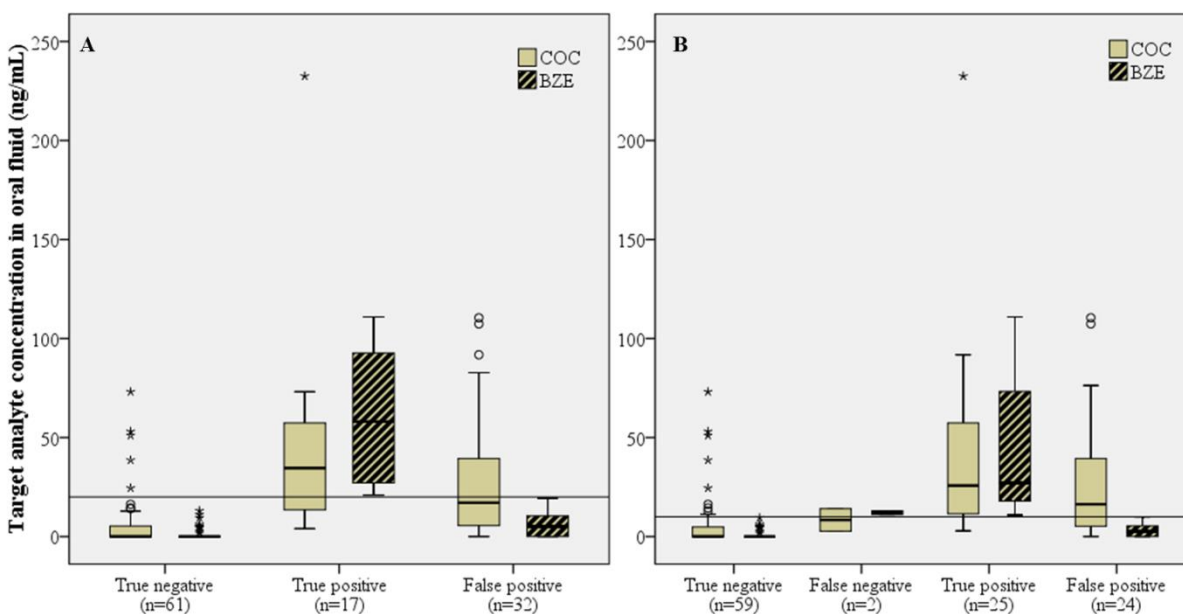 Target analyte concentration in oral fluid (ng/mL)
A
COC
BZE
250
200
150
100
50
0
True negative
(n=61)
True positive
(n=17)
False positive
(n=32)
B
COC
BZE
250
200
150
100
50
0
True negative
(n=59)
False negative
(n=2)
True positive
(n=25)
False positive
(n=24)